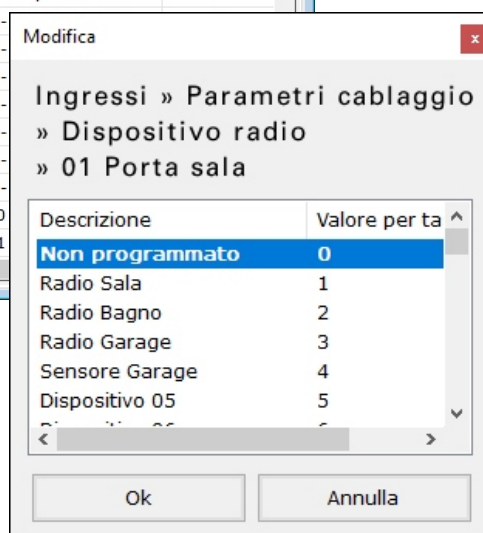 Modifica
x
Ingressi » Parametri cablaggio
» Dispositivo radio
» 01 Porta sala
Descrizione Valore per ta
Non programmato 0
Radio Sala 1
Radio Bagno 2
Radio Garage 3
Sensore Garage 4
Dispositivo 05 5
Ok Annulla